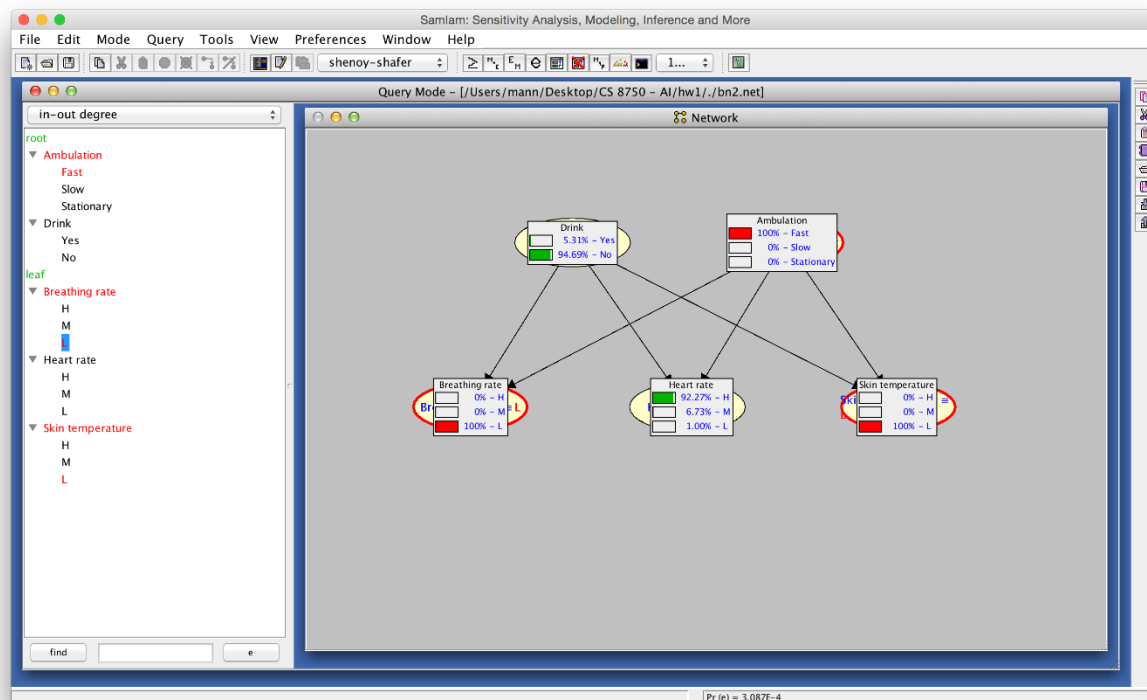 Samlam: Sensitivity Analysis, Modeling, Inference and More
File Edit Mode Query Tools View Preferences Window Help
shenoy-shafer
1...
Query Mode – [/Users/mann/Desktop/CS 8750 – AI/hw1/./bn2.net]
in-out degree
root
Ambulation
Fast
Slow
Stationary
Drink
Yes
No
leaf
Breathing rate
H
M
L
Heart rate
H
M
L
Skin temperature
H
M
L
find
e
Network
Drink
5.31% – Yes
94.69% – No
Ambulation
100% – Fast
0% – Slow
0% – Stationary
Breathing rate
0% – H
0% – M
100% – L
Br
≡ L
Heart rate
92.27% – H
6.73% – M
1.00% – L
Skin temperature
0% – H
0% – M
100% – L
Ski
=
Pr (e) = 3.087E-4